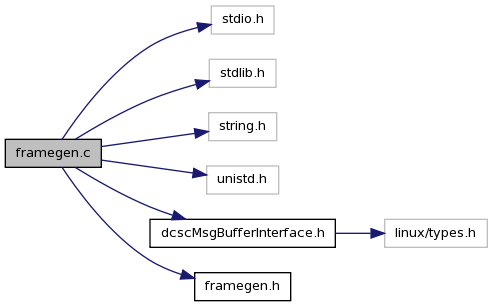 stdio.h
stdlib.h
string.h
framegen.c
unistd.h
dcscMsgBufferInterface.h
linux/types.h
framegen.h